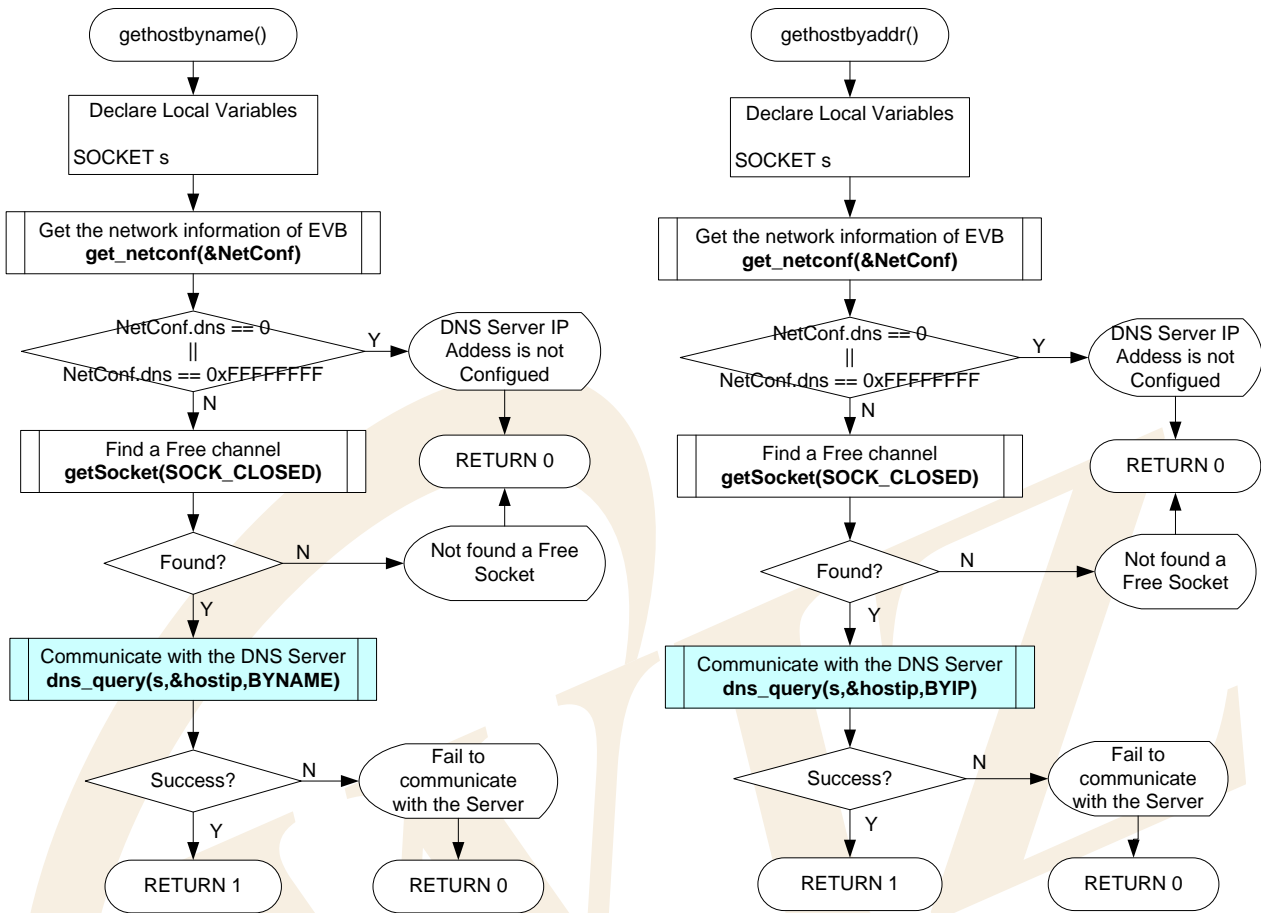 gethostbyname()
Declare Local Variables
SOCKET s
Get the network information of EVB
get_netconf(&NetConf)
NetConf.dns == 0
||
NetConf.dns == 0xFFFFFFFF
Y
DNS Server IP
Addess is not
Configued
N
Find a Free channel
getSocket(SOCK_CLOSED)
RETURN 0
Found?
N
Not found a Free
Socket
Y
Communicate with the DNS Server
dns_query(s,&hostip,BYNAME)
Success?
N
Fail to
communicate
with the Server
Y
RETURN 1
RETURN 0
gethostbyaddr()
Declare Local Variables
SOCKET s
Get the network information of EVB
get_netconf(&NetConf)
NetConf.dns == 0
||
NetConf.dns == 0xFFFFFFFF
Y
DNS Server IP
Addess is not
Configued
N
Find a Free channel
getSocket(SOCK_CLOSED)
RETURN 0
Found?
N
Not found a
Free Socket
Y
Communicate with the DNS Server
dns_query(s,&hostip,BYIP)
Success?
N
Fail to
communicate
with the Server
Y
RETURN 1
RETURN 0